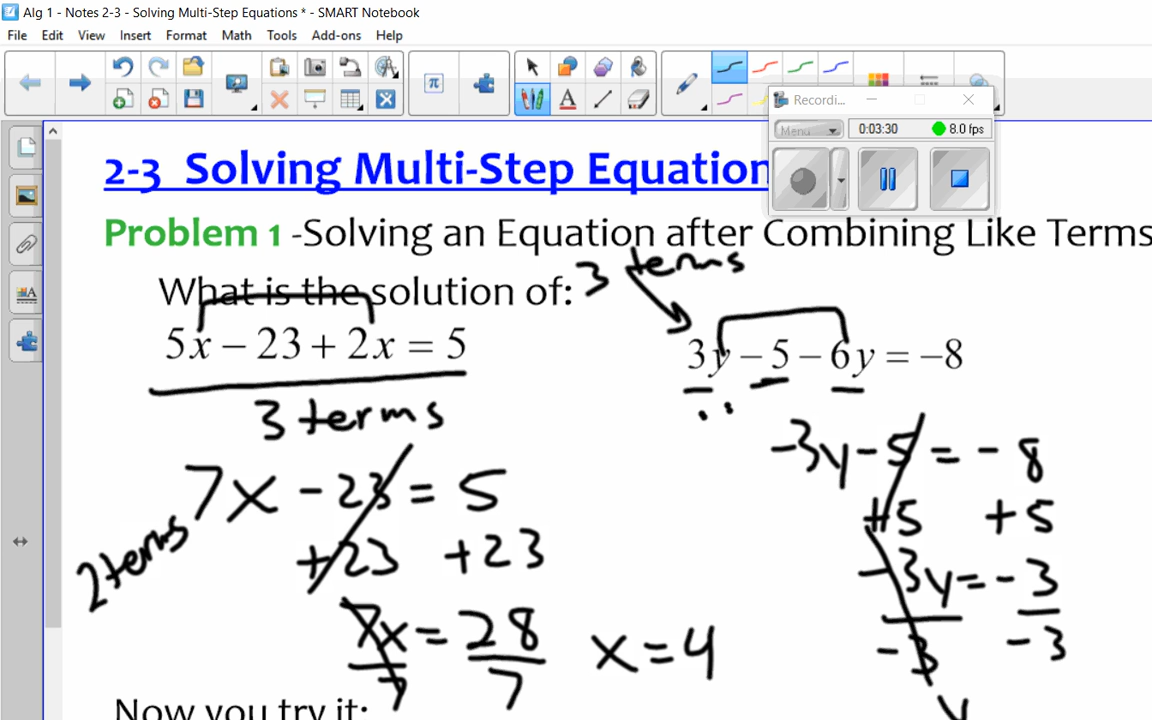 Alg 1 - Notes 2-3 - Solving Multi-Step Equations * - SMART Notebook
File Edit View Insert Format Math Tools Add-ons Help
π
A
Recordi...
Menu 0:03:30 8.0 fps
2-3 Solving Multi-Step Equation
Problem 1 -Solving an Equation after Combining Like Terms
What is the solution of:
3 terms
5x − 23 + 2x = 5
3y − 5 − 6y = −8
3 terms
-3y - 5 = - 8
7x - 23 = 5
+5 +5
2 terms
+23 +23
-3y = -3
7x = 28
-3 -3
7 7
x = 4
y
Now you try it: